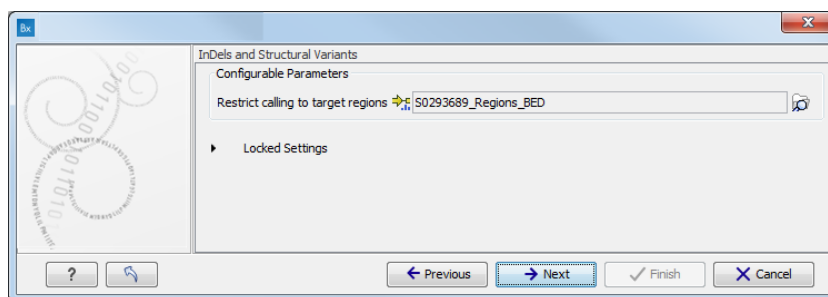 Bx
InDels and Structural Variants
Configurable Parameters
Restrict calling to target regions S0293689_Regions_BED
Locked Settings
? Previous Next Finish Cancel